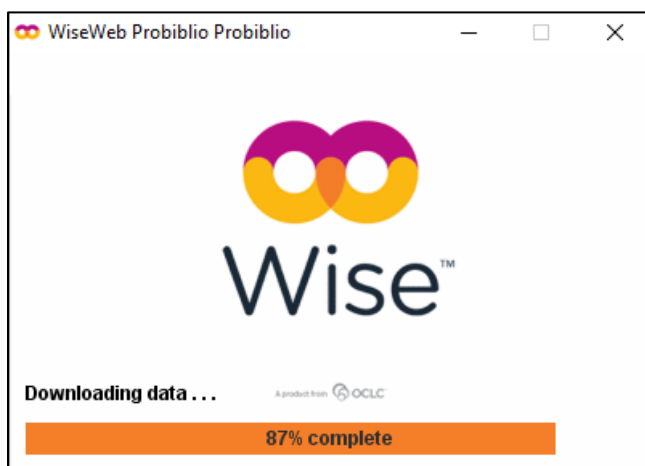 WiseWeb Probiblio Probiblio
Wise™
Downloading data . . .
A product from OCLC
87% complete